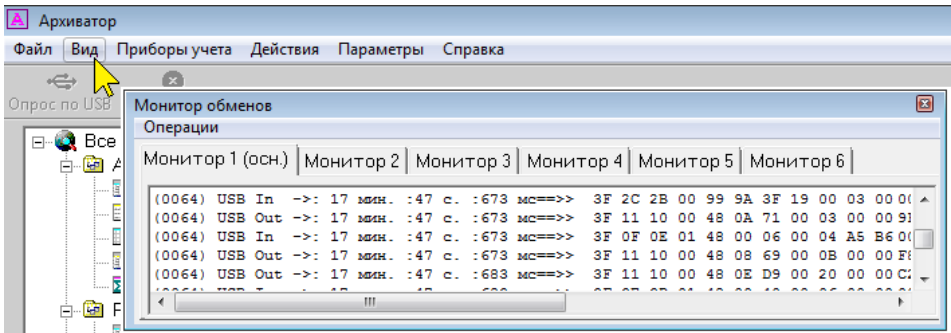 Архиватор
Файл Вид Приборы учета Действия Параметры Справка
Опрос по USB
Монитор обменов
Операции
Все
Монитор 1 (осн.) Монитор 2 Монитор 3 Монитор 4 Монитор 5 Монитор 6
(0064) USB In ->: 17 мин. :47 с. :673 мс==>> 3F 2C 2B 00 99 9A 3F 19 00 03 00
(0064) USB Out ->: 17 мин. :47 с. :673 мс==>> 3F 11 10 00 48 0A 71 00 03 00 00
(0064) USB In ->: 17 мин. :47 с. :673 мс==>> 3F 0F 0E 01 48 00 06 00 04 A5 B6
(0064) USB Out ->: 17 мин. :47 с. :673 мс==>> 3F 11 10 00 48 08 69 00 0B 00 00
(0064) USB Out ->: 17 мин. :47 с. :683 мс==>> 3F 11 10 00 48 0E D9 00 20 00 00